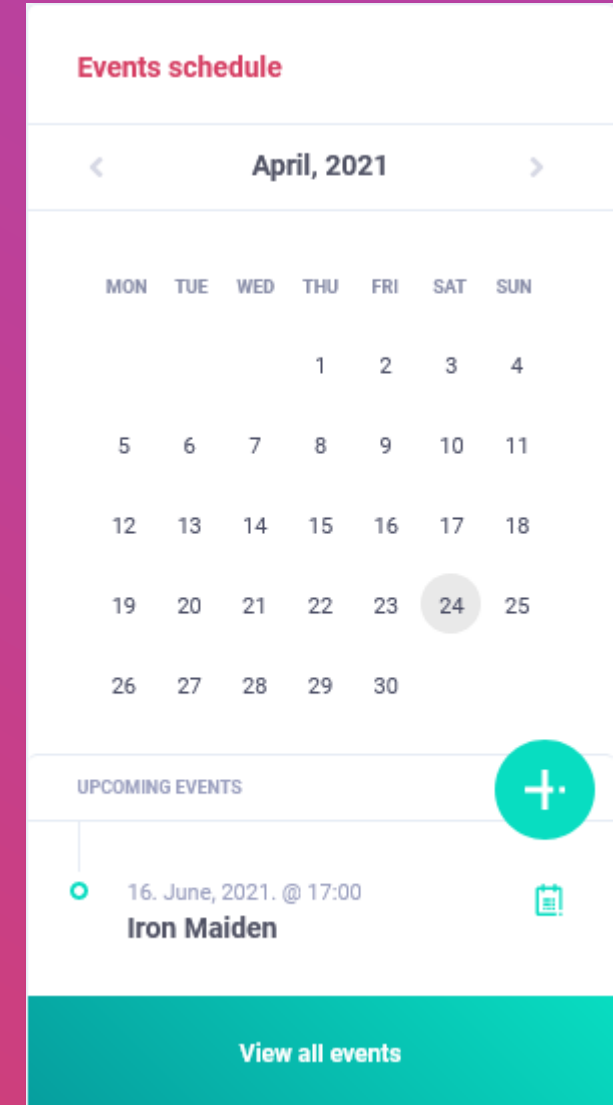 Events schedule
April, 2021
MON TUE WED THU FRI SAT SUN
1 2 3 4
5 6 7 8 9 10 11
12 13 14 15 16 17 18
19 20 21 22 23 24 25
26 27 28 29 30
UPCOMING EVENTS
16. June, 2021. @ 17:00
Iron Maiden
View all events